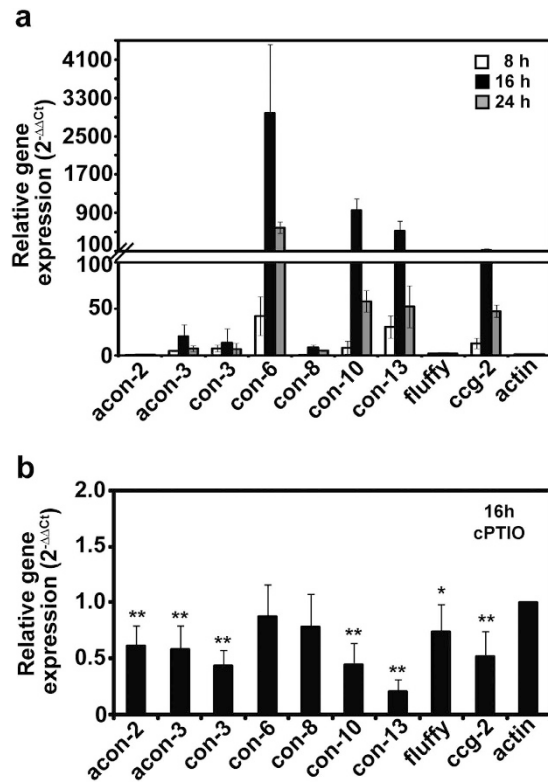 a
Relative gene
expression (2-ΔΔCt)
4100
3300
2500
1700
900
100
100
50
0
8 h
16 h
24 h
acon-2
acon-3
con-3
con-6
con-8
con-10
con-13
fluffy
ccg-2
actin
b
Relative gene
expression (2-ΔΔCt)
2.0
1.5
1.0
0.5
0
16h
cPTIO
**
**
**
**
**
*
**
acon-2
acon-3
con-3
con-6
con-8
con-10
con-13
fluffy
ccg-2
actin